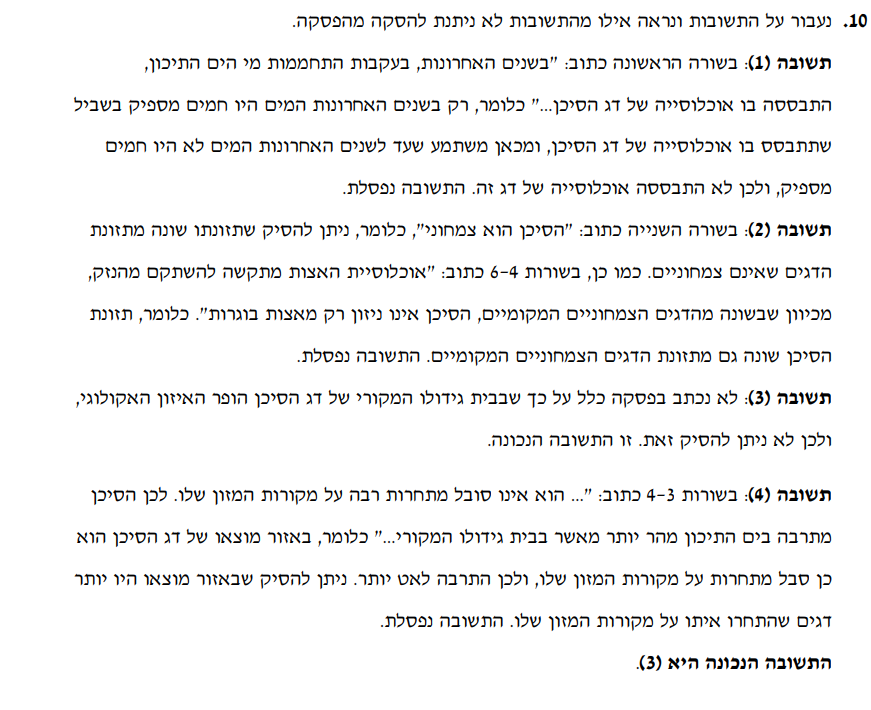 10. נעבור על התשובות ונראה אילו מהתשובות לא ניתנת להסקה מהפסקה.
תשובה (1): בשורה הראשונה כתוב: "בשנים האחרונות, בעקבות התחממות מי הים התיכון,
התבססה בו אוכלוסייה של דג הסיכן..." כלומר, רק בשנים האחרונות המים היו חמים מספיק בשביל
שתתבסס בו אוכלוסייה של דג הסיכן, ומכאן משתמע שעד לשנים האחרונות המים לא היו חמים
מספיק, ולכן לא התבססה אוכלוסייה של דג זה. התשובה נפסלת.
תשובה (2): בשורה השנייה כתוב: "הסיכן הוא צמחוני", כלומר, ניתן להסיק שתזונתו שונה מתזונת
הדגים שאינם צמחוניים. כמו כן, בשורות 6-4 כתוב: "אוכלוסיית האצות מתקשה להשתקם מהנזק,
מכיוון שבשונה מהדגים הצמחוניים המקומיים, הסיכן אינו ניזון רק מאצות בוגרות". כלומר, תזונת
הסיכן שונה גם מתזונת הדגים הצמחוניים המקומיים. התשובה נפסלת.
תשובה (3): לא נכתב בפסקה כלל על כך שבבית גידולו המקורי של דג הסיכן הופר האיזון האקולוגי,
ולכן לא ניתן להסיק זאת. זו התשובה הנכונה.
תשובה (4): בשורות 4-3 כתוב: "... הוא אינו סובל מתחרות רבה על מקורות המזון שלו. לכן הסיכן
מתרבה בים התיכון מהר יותר מאשר בבית גידולו המקורי..." כלומר, באזור מוצאו של דג הסיכן הוא
כן סבל מתחרות על מקורות המזון שלו, ולכן התרבה לאט יותר. ניתן להסיק שבאזור מוצאו היו יותר
דגים שהתחרו איתו על מקורות המזון שלו. התשובה נפסלת.
התשובה הנכונה היא (3).